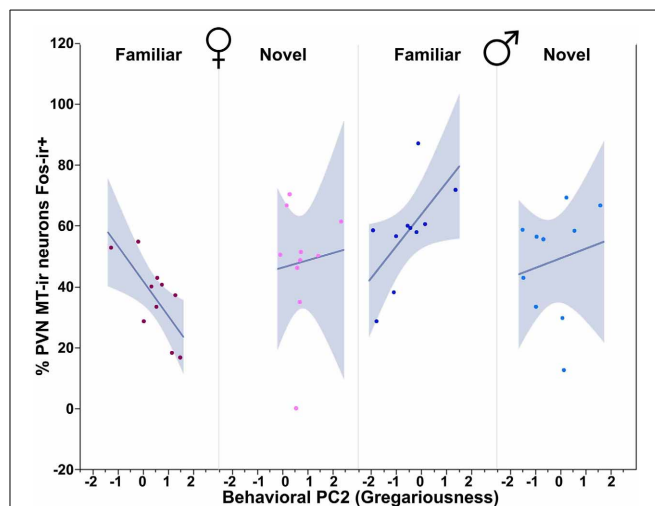 120
100
80
60
40
20
0
-20
% PVN MT-ir neurons Fos-ir+
Familiar ♀ Novel Familiar ♂ Novel
-2 -1 0 1 2 -2 -1 0 1 2 -2 -1 0 1 2 -2 -1 0 1 2
Behavioral PC2 (Gregariousness)